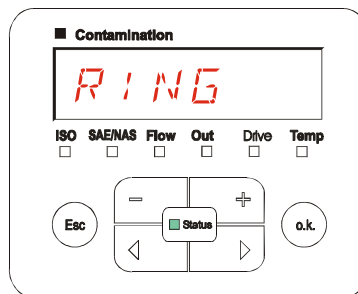 Contamination
RING
ISO SAE/NAS Flow Out Drive Temp
- +
Esc Status o.k.